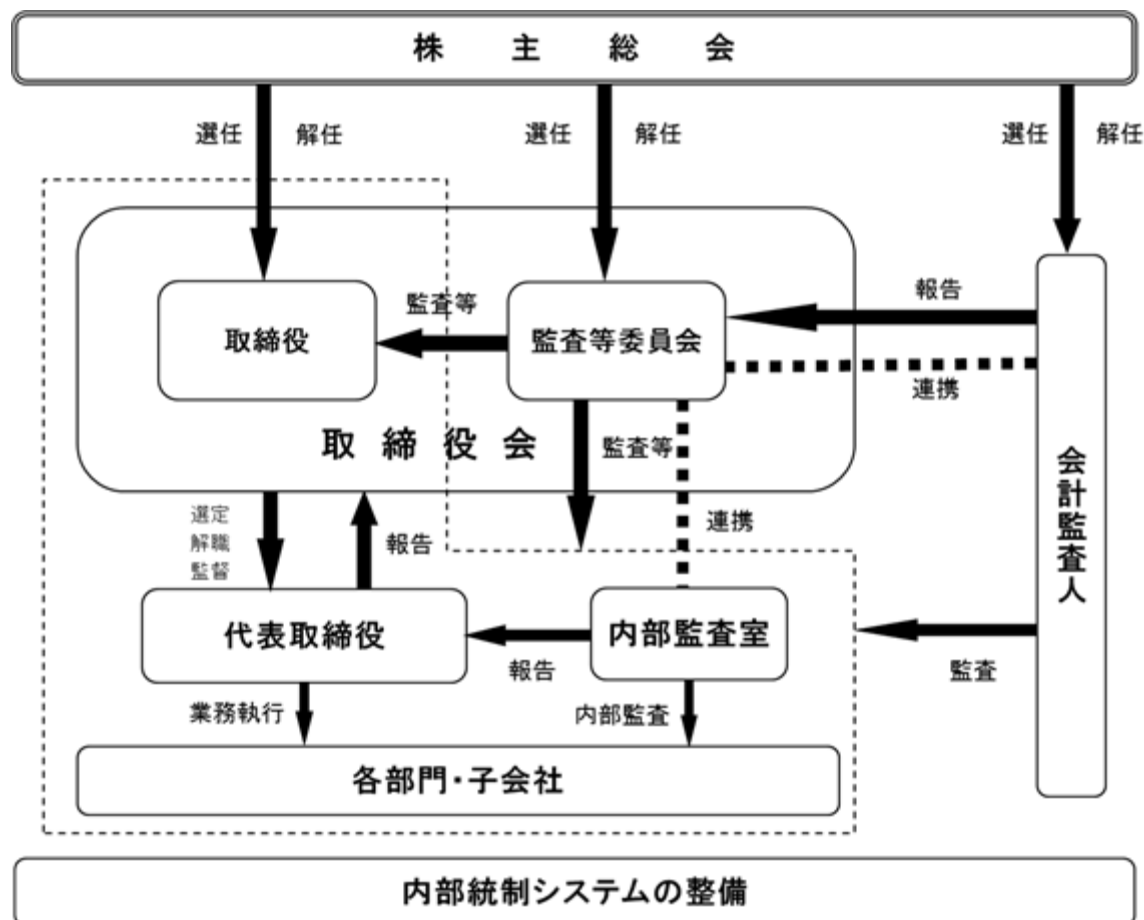 株主総会
選任
解任
選任
解任
選任
解任
取締役
監査等
監査等委員会
報告
連携
取締役会
監査等
連携
会計監査人
選定
解職
監督
報告
代表取締役
報告
内部監査室
監査
業務執行
内部監査
各部門・子会社
内部統制システムの整備